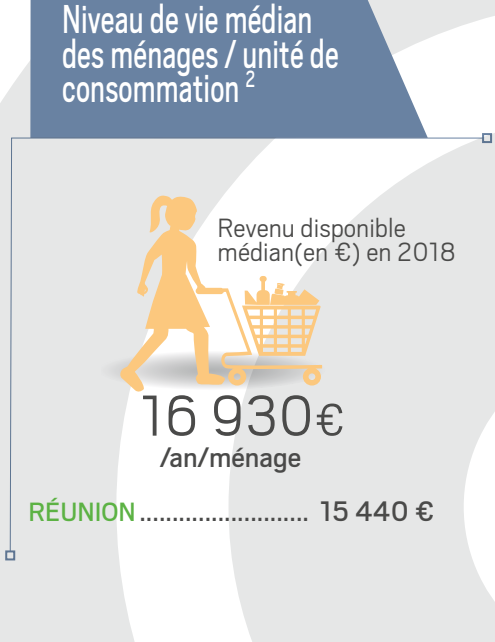 Niveau de vie médian
des ménages / unité de
consommation ²
Revenu disponible
médian(en €) en 2018
16 930€
/an/ménage
RÉUNION .......................... 15 440 €